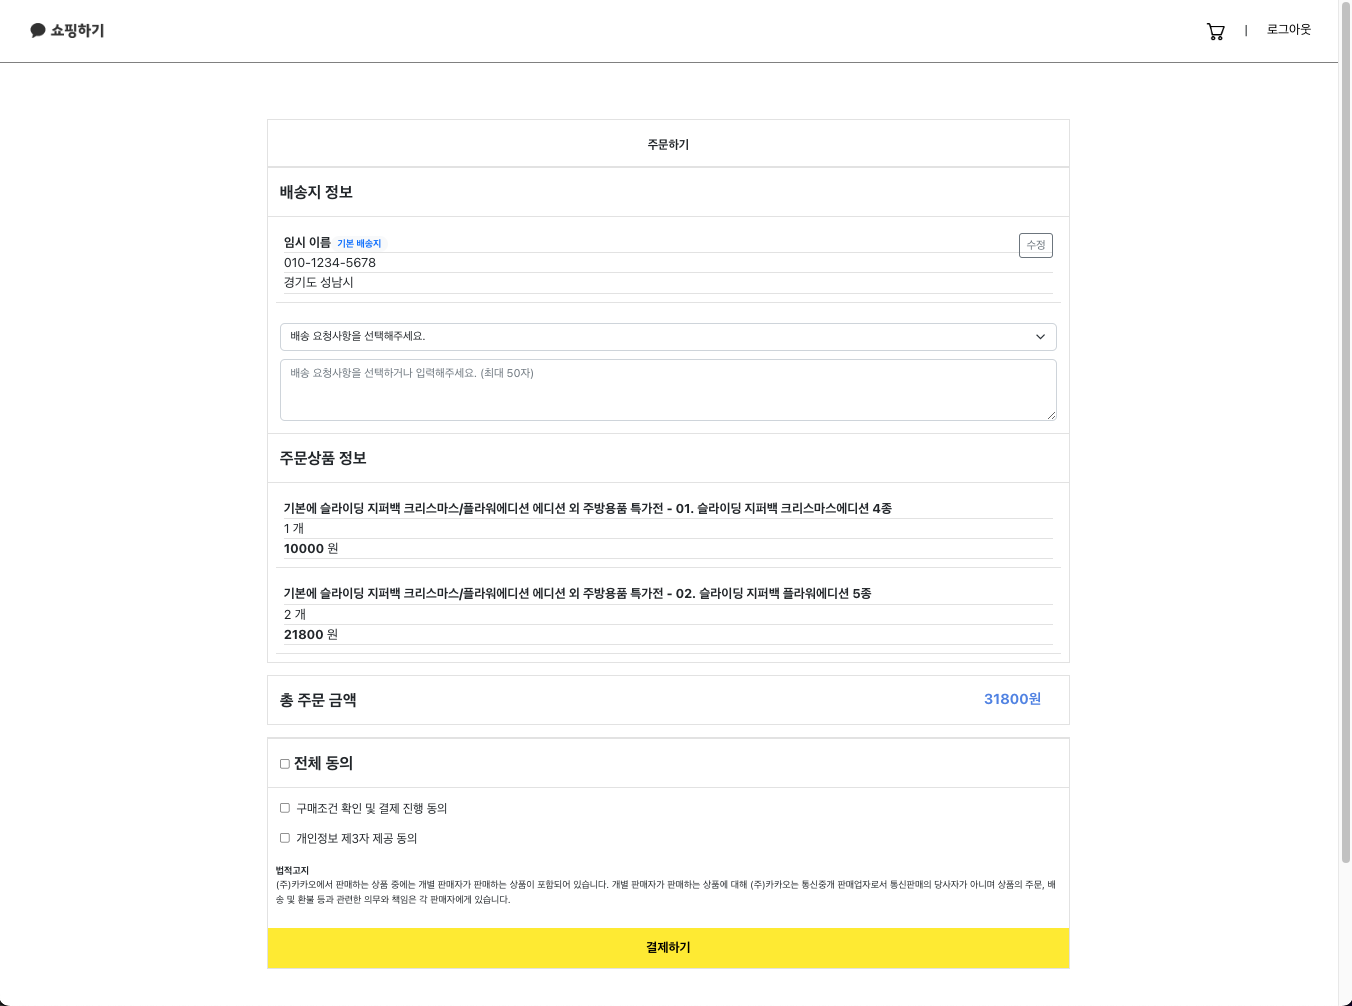 쇼핑하기
| 로그아웃
주문하기
배송지 정보
임시 이름 기본 배송지
수정
010-1234-5678
경기도 성남시
배송 요청사항을 선택해주세요.
배송 요청사항을 선택하거나 입력해주세요. (최대 50자)
주문상품 정보
기본에 슬라이딩 지퍼백 크리스마스/플라워에디션 에디션 외 주방용품 특가전 - 01. 슬라이딩 지퍼백 크리스마스에디션 4종
1 개
10000 원
기본에 슬라이딩 지퍼백 크리스마스/플라워에디션 에디션 외 주방용품 특가전 - 02. 슬라이딩 지퍼백 플라워에디션 5종
2 개
21800 원
총 주문 금액 31800원
전체 동의
구매조건 확인 및 결제 진행 동의
개인정보 제3자 제공 동의
법적고지
(주)카카오에서 판매하는 상품 중에는 개별 판매자가 판매하는 상품이 포함되어 있습니다. 개별 판매자가 판매하는 상품에 대해 (주)카카오는 통신중개 판매업자로서 통신판매의 당사자가 아니며 상품의 주문, 배
송 및 환불 등과 관련한 의무와 책임은 각 판매자에게 있습니다.
결제하기